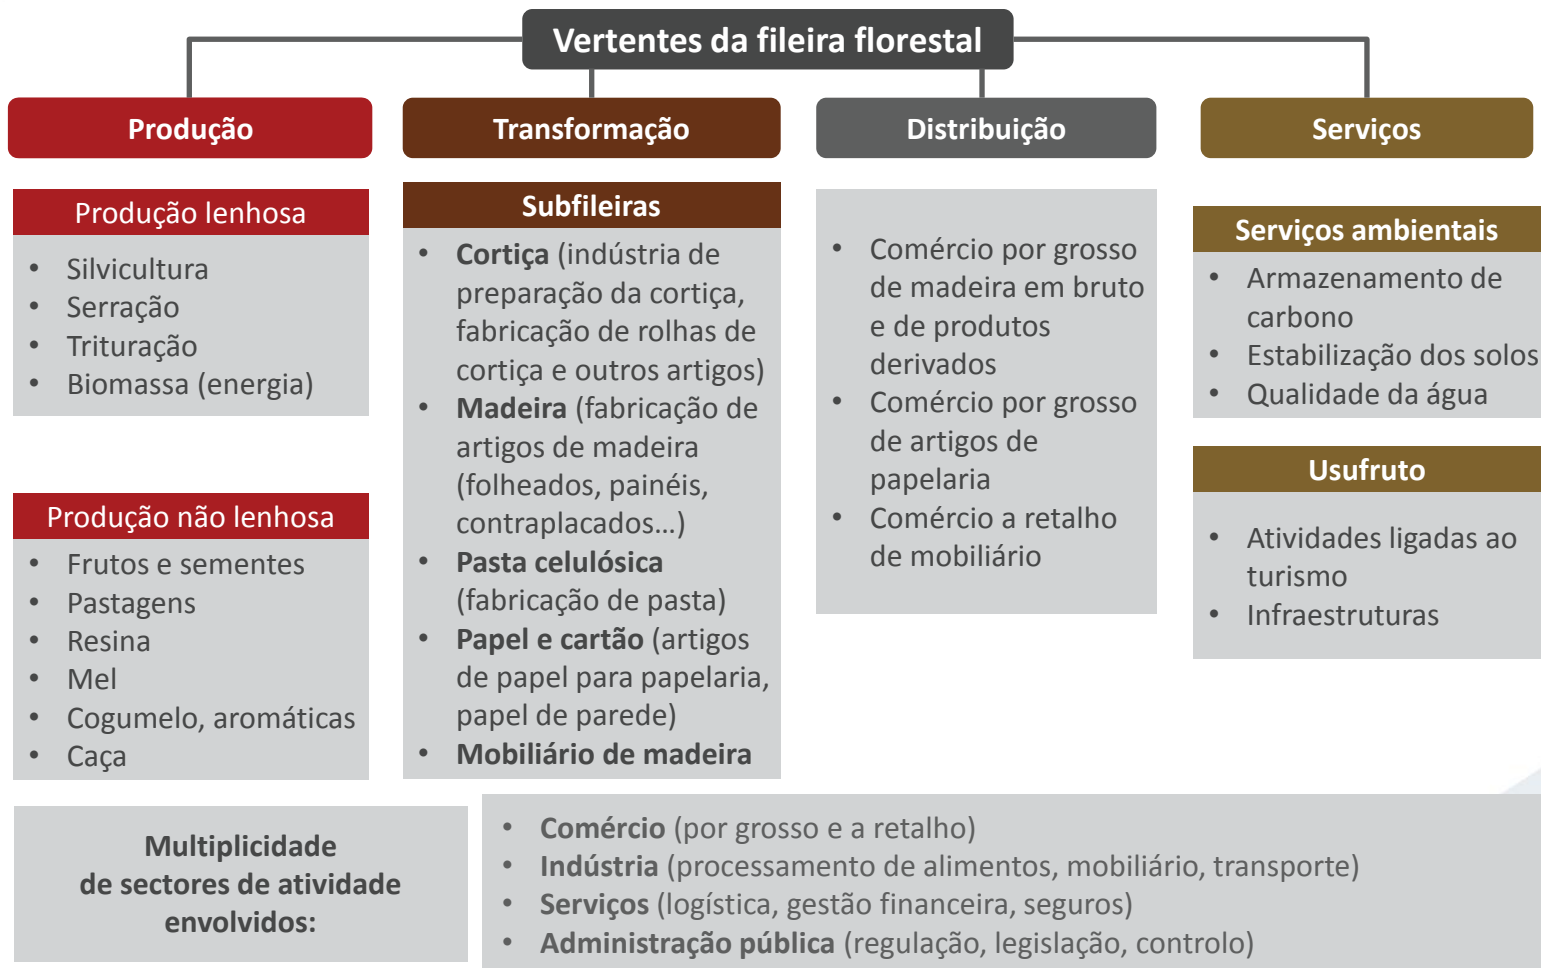 Vertentes da fileira florestal
Produção
Produção lenhosa
• Silvicultura
• Serração
• Trituração
• Biomassa (energia)
Produção não lenhosa
• Frutos e sementes
• Pastagens
• Resina
• Mel
• Cogumelo, aromáticas
• Caça
Transformação
Subfileiras
• Cortiça (indústria de
preparação da cortiça,
fabricação de rolhas de
cortiça e outros artigos)
• Madeira (fabricação de
artigos de madeira
(folheados, painéis,
contraplacados…)
• Pasta celulósica
(fabricação de pasta)
• Papel e cartão (artigos
de papel para papelaria,
papel de parede)
• Mobiliário de madeira
Distribuição
• Comércio por grosso
de madeira em bruto
e de produtos
derivados
• Comércio por grosso
de artigos de
papelaria
• Comércio a retalho
de mobiliário
Serviços
Serviços ambientais
• Armazenamento de
carbono
• Estabilização dos solos
• Qualidade da água
Usufruto
• Atividades ligadas ao
turismo
• Infraestruturas
Multiplicidade
de sectores de atividade
envolvidos:
• Comércio (por grosso e a retalho)
• Indústria (processamento de alimentos, mobiliário, transporte)
• Serviços (logística, gestão financeira, seguros)
• Administração pública (regulação, legislação, controlo)